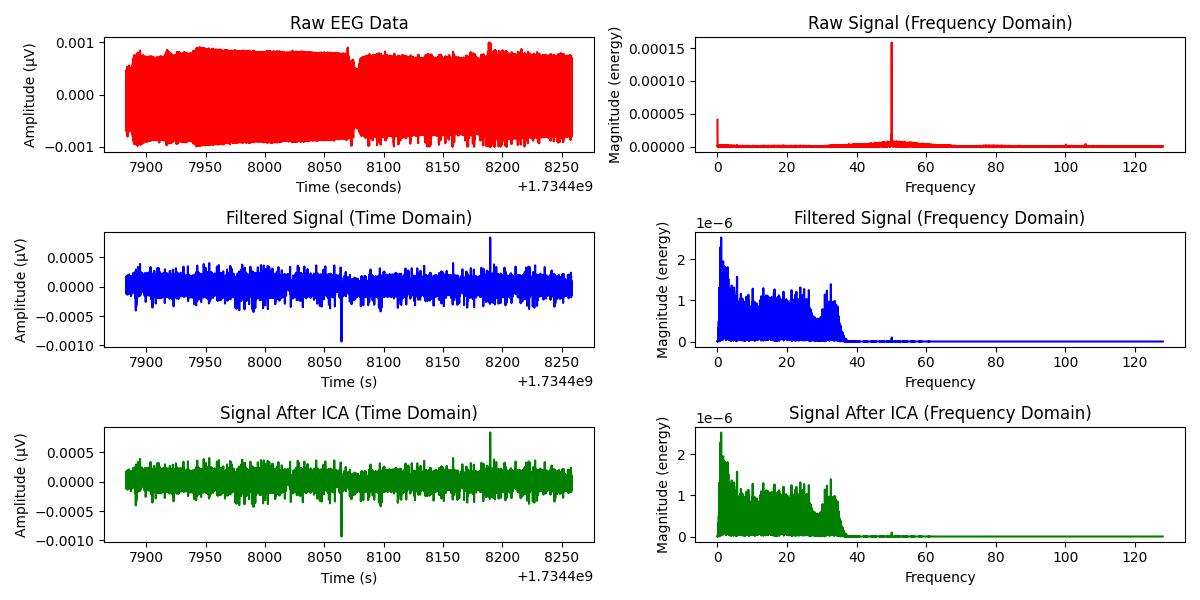 Raw EEG Data
Amplitude (µV)
0.001
0.000
−0.001
7900 7950 8000 8050 8100 8150 8200 8250
Time (seconds)
+1.7344e9
Raw Signal (Frequency Domain)
Magnitude (energy)
0.00015
0.00010
0.00005
0.00000
0 20 40 60 80 100 120
Frequency
Filtered Signal (Time Domain)
Amplitude (µV)
0.0005
0.0000
−0.0005
−0.0010
7900 7950 8000 8050 8100 8150 8200 8250
Time (s)
+1.7344e9
Filtered Signal (Frequency Domain)
1e−6
Magnitude (energy)
2
1
0
0 20 40 60 80 100 120
Frequency
Signal After ICA (Time Domain)
Amplitude (µV)
0.0005
0.0000
−0.0005
−0.0010
7900 7950 8000 8050 8100 8150 8200 8250
Time (s)
+1.7344e9
Signal After ICA (Frequency Domain)
1e−6
Magnitude (energy)
2
1
0
0 20 40 60 80 100 120
Frequency